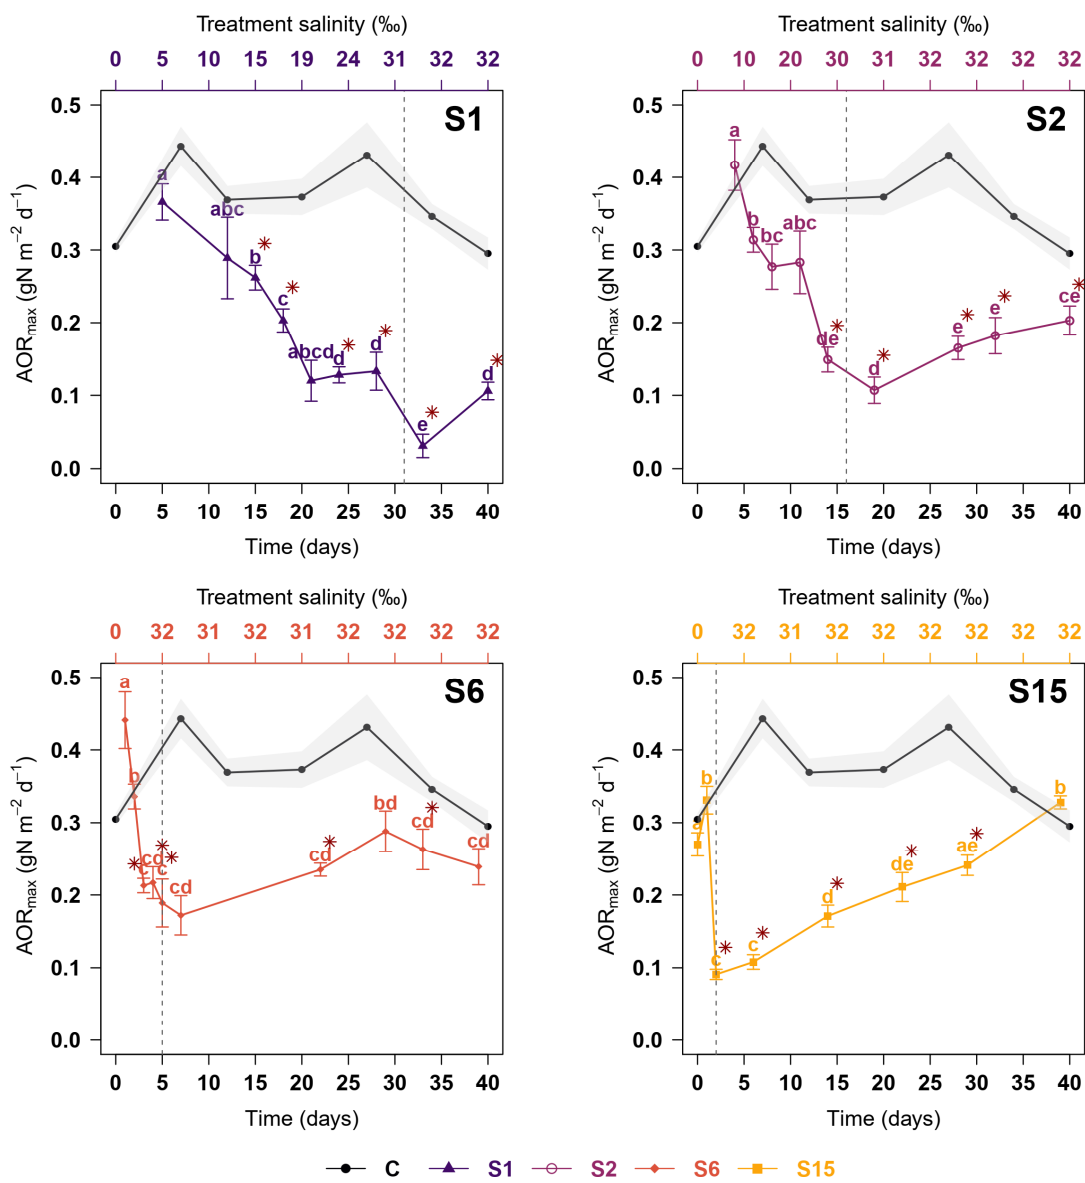 Treatment salinity (‰)
0 5 10 15 19 24 31 32 32
S1
0.5
0.4
0.3
0.2
0.1
0.0
AORmax (gN m−2 d−1)
a
abc
b
*
c
*
abcd
d
*
d
*
e
*
d
*
0 5 10 15 20 25 30 35 40
Time (days)
Treatment salinity (‰)
0 10 20 30 31 32 32 32 32
S2
0.5
0.4
0.3
0.2
0.1
0.0
AORmax (gN m−2 d−1)
a
b
bc
abc
de
*
d
*
e
*
e
*
ce
*
0 5 10 15 20 25 30 35 40
Time (days)
Treatment salinity (‰)
0 32 31 32 31 32 32 32 32
S6
0.5
0.4
0.3
0.2
0.1
0.0
AORmax (gN m−2 d−1)
a
b
*
c
cd
*
c
*
cd
cd
*
bd
cd
*
cd
0 5 10 15 20 25 30 35 40
Time (days)
Treatment salinity (‰)
0 32 31 32 32 32 32 32 32
S15
0.5
0.4
0.3
0.2
0.1
0.0
AORmax (gN m−2 d−1)
a
b
c
*
c
*
d
*
de
*
ae
*
b
0 5 10 15 20 25 30 35 40
Time (days)
C S1 S2 S6 S15